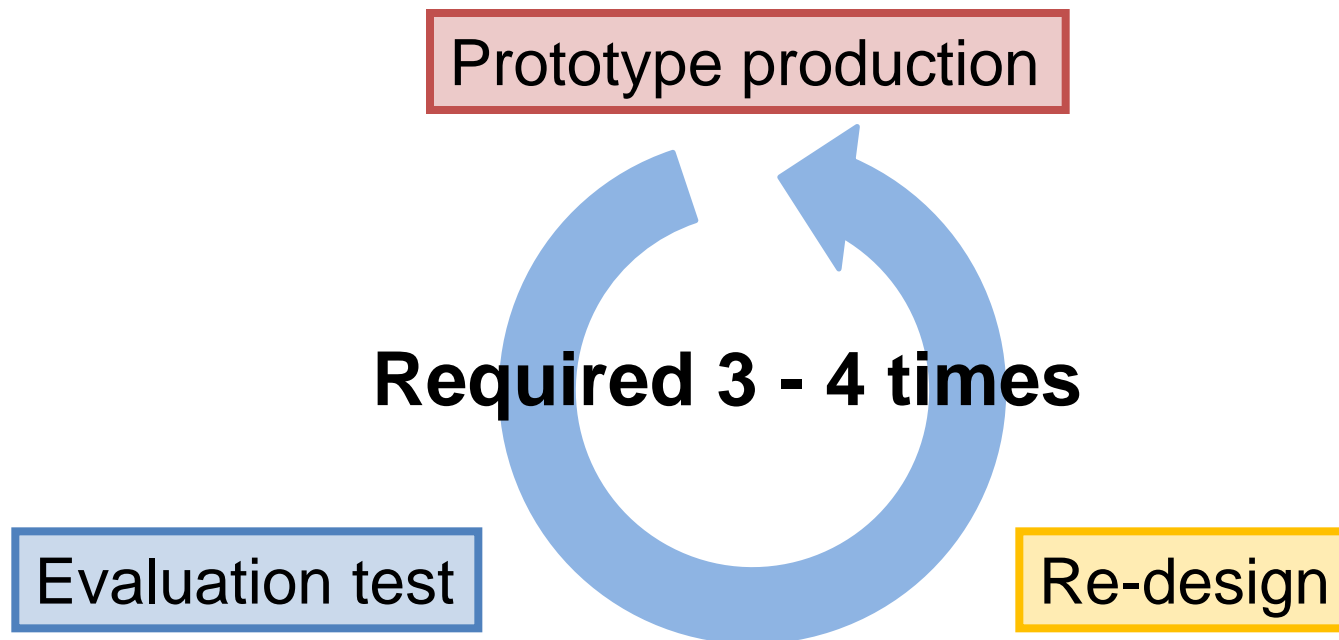 Prototype production
Required 3 - 4 times
Evaluation test
Re-design